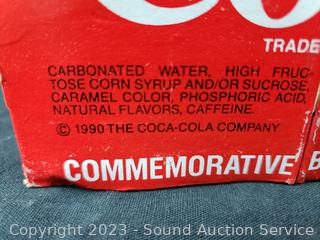 Co
TRADE
CARBONATED WATER, HIGH FRUC-
TOSE CORN SYRUP AND/OR SUCROSE,
CARAMEL COLOR, PHOSPHORIC ACID,
NATURAL FLAVORS, CAFFEINE.
© 1990 THE COCA-COLA COMPANY
COMMEMORATIVE B
Copyright 2023 - Sound Auction Service